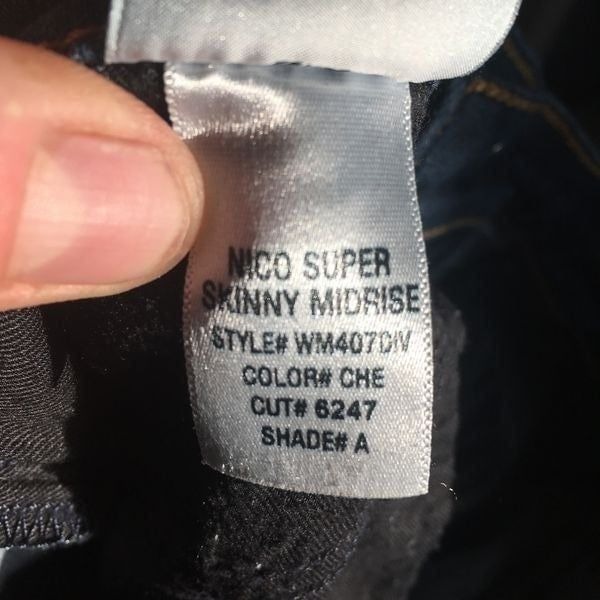 NICO SUPER
SKINNY MIDRISE
STYLE# WM407DIV
COLOR# CHE
CUT# 6247
SHADE# A